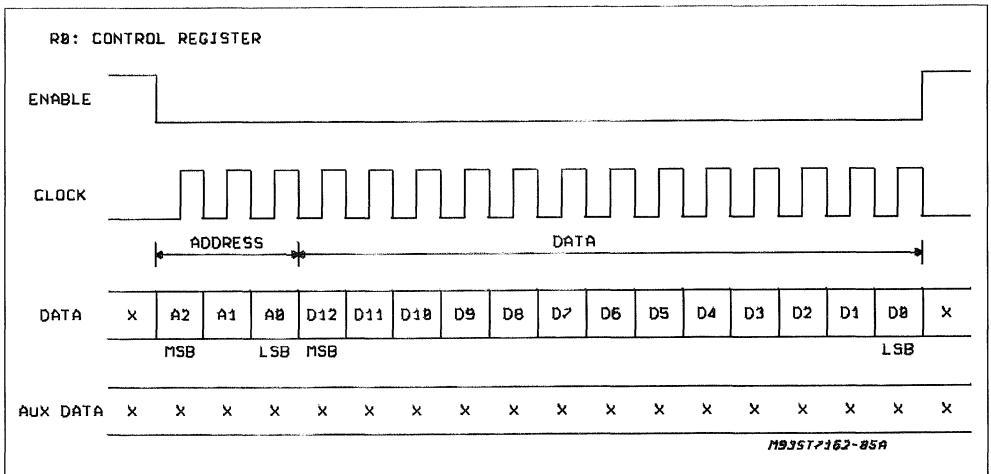 R0: CONTROL REGISTER
ENABLE
CLOCK
ADDRESS DATA
DATA X A2 A1 A0 D12 D11 D10 D9 D8 D7 D6 D5 D4 D3 D2 D1 D0 X
MSB LSB MSB LSB
AUX DATA X X X X X X X X X X X X X X X X X X
M93ST7162-05A